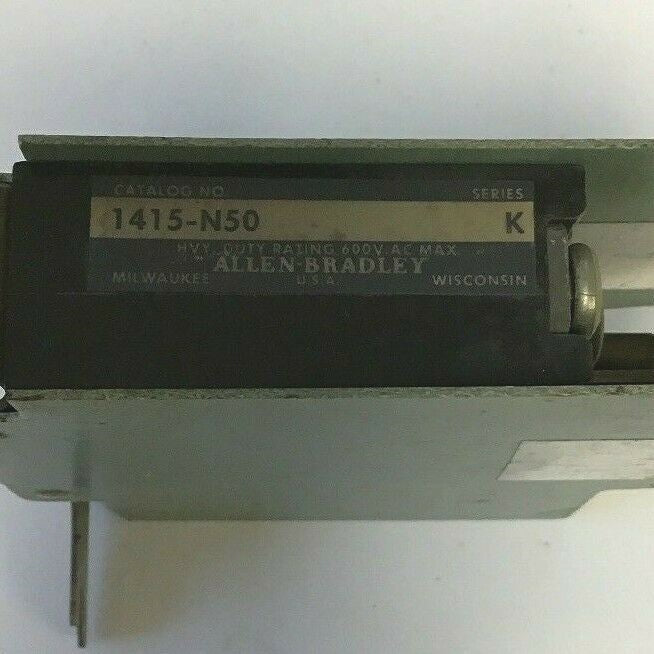 CATALOG NO. SERIES
1415-N50 K
HVY. DUTY RATING 600V AC MAX.
ALLEN-BRADLEY
MILWAUKEE U.S.A. WISCONSIN